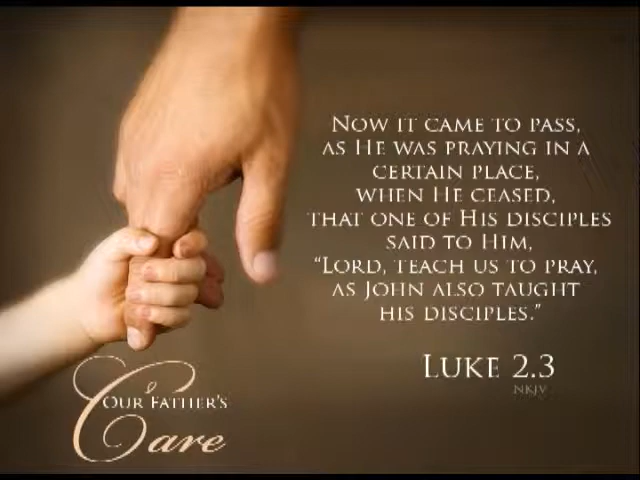 Now it came to pass,
as He was praying in a
certain place,
when He ceased,
that one of His disciples
said to Him,
“Lord, teach us to pray,
as John also taught
his disciples.”
Luke 2.3
NKJV
Our Father's
Care